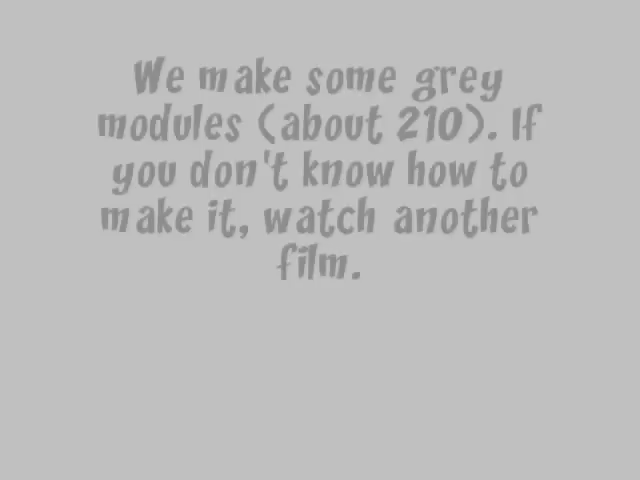 We make some grey
modules (about 210). If
you don't know how to
make it, watch another
film.